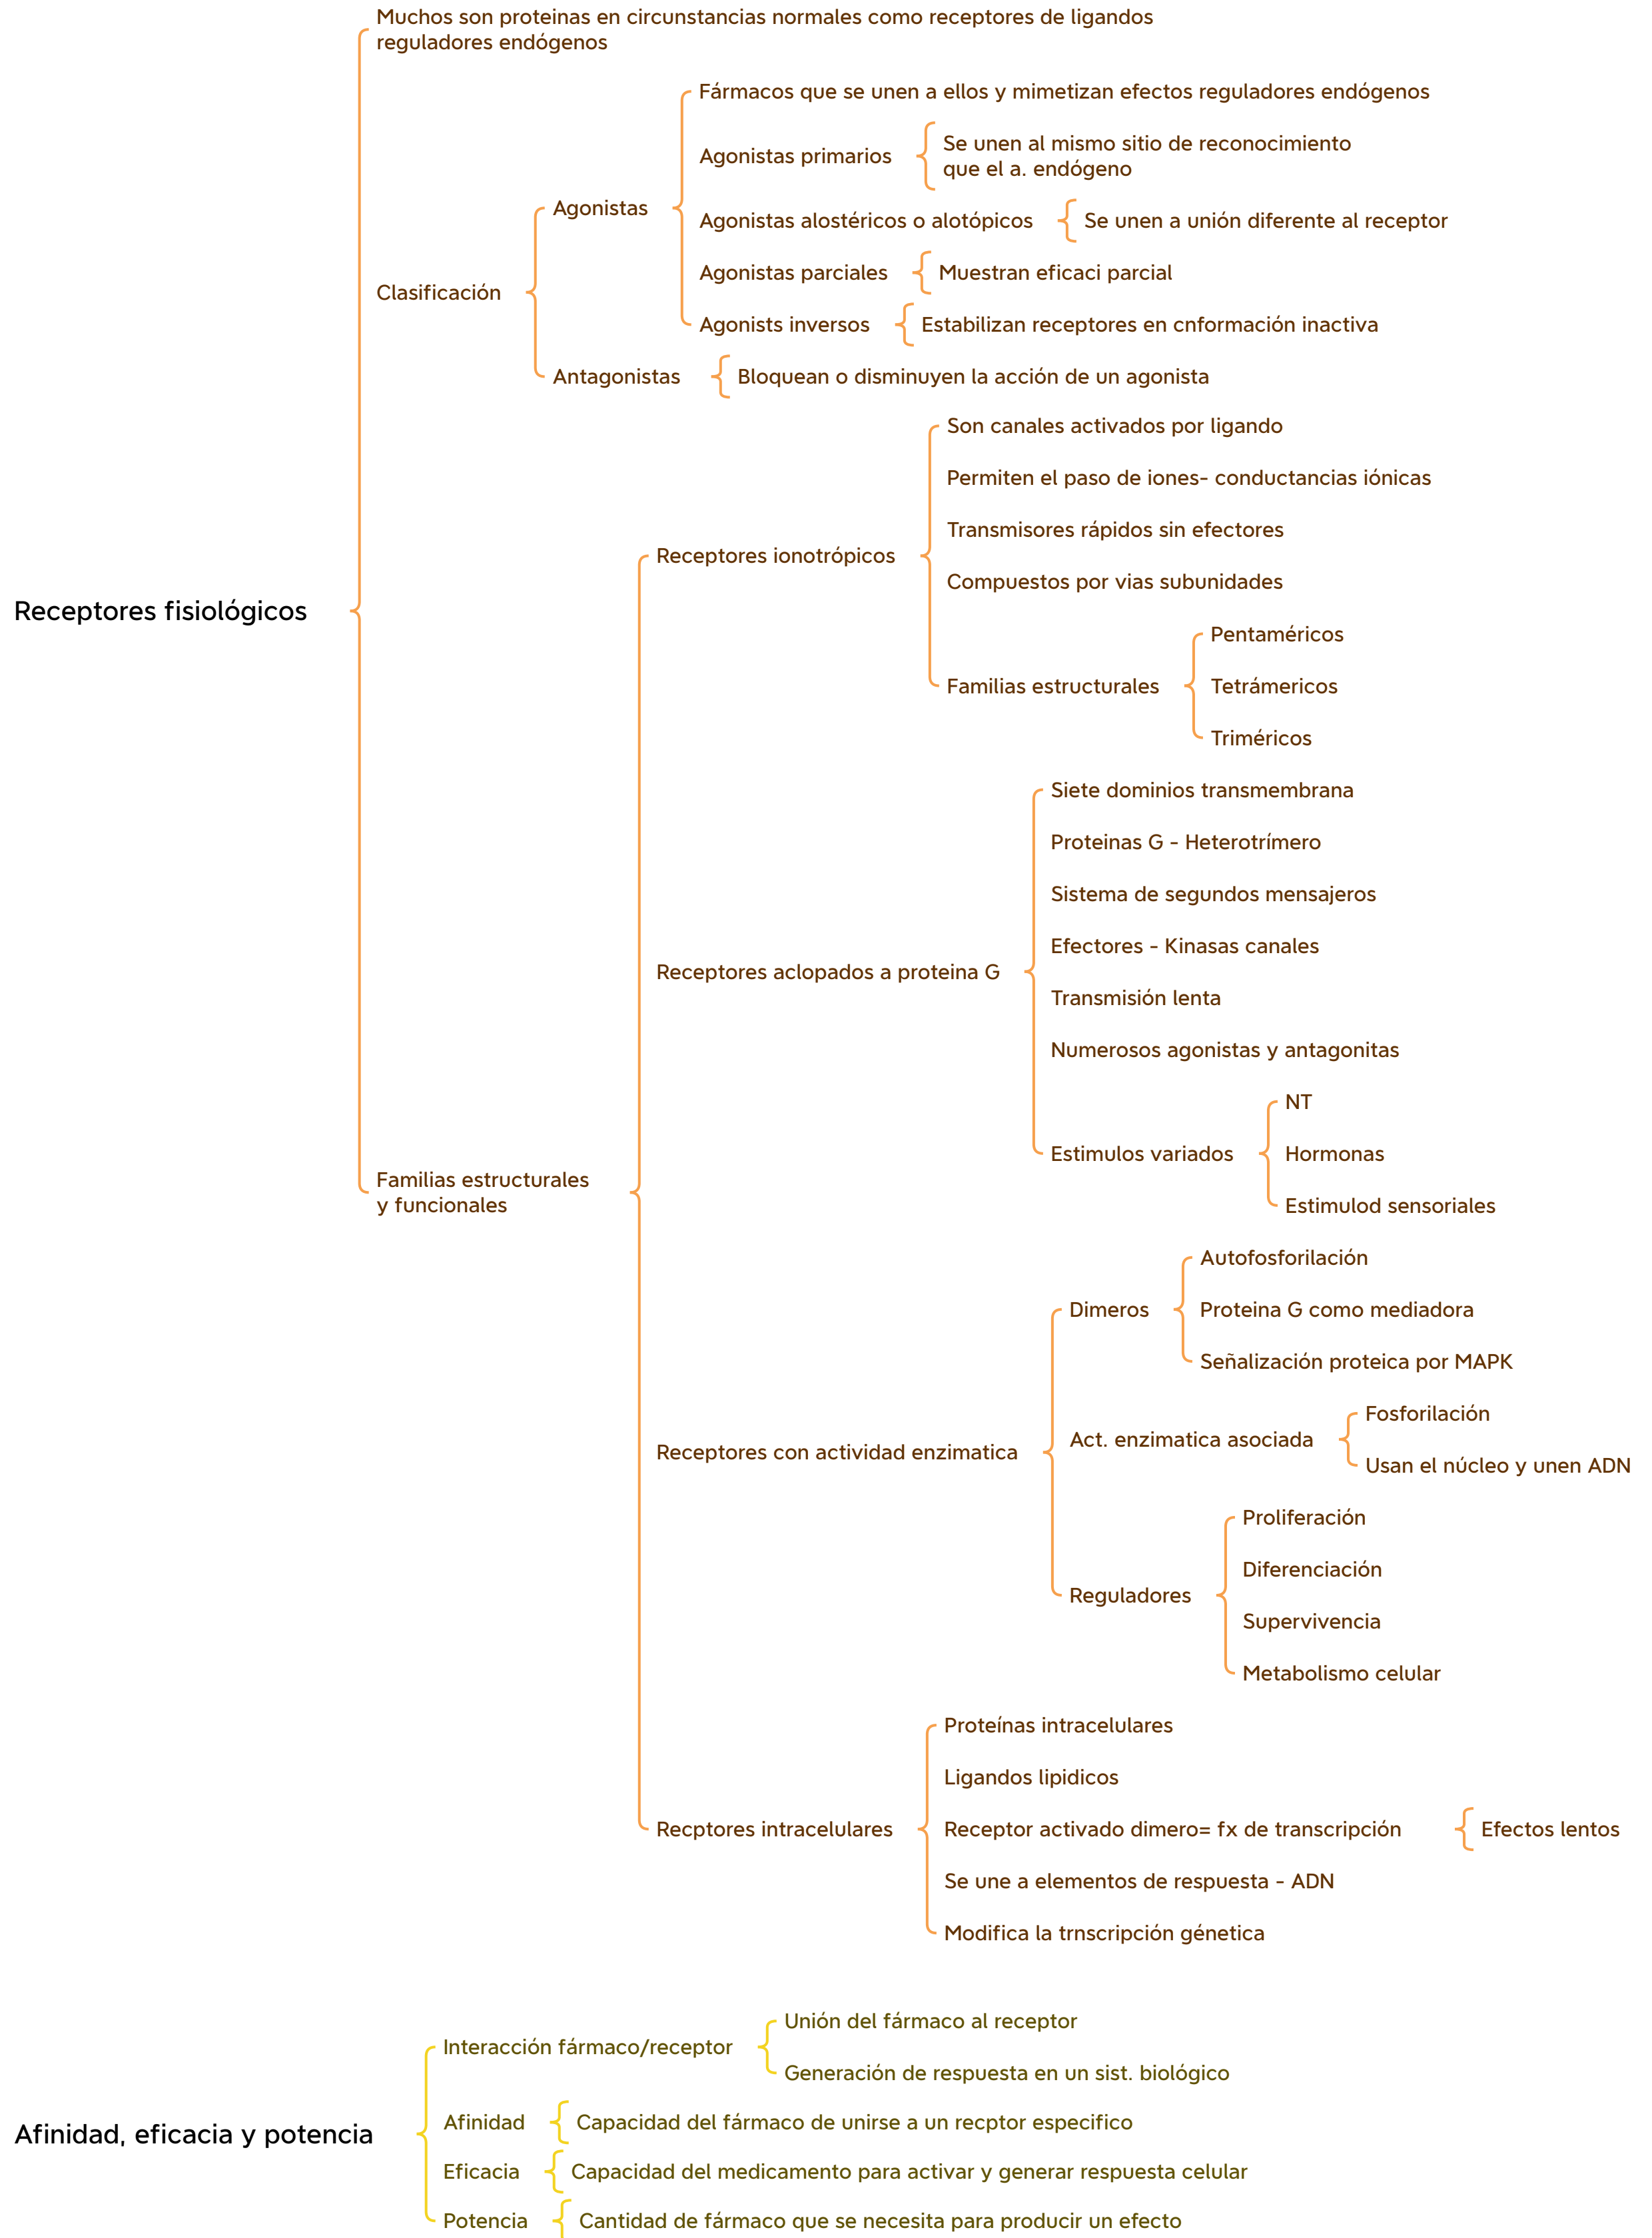 Muchos son proteinas en circunstancias normales como receptores de ligandos
reguladores endógenos
Fármacos que se unen a ellos y mimetizan efectos reguladores endógenos
Agonistas primarios
Se unen al mismo sitio de reconocimiento
que el a. endógeno
Agonistas
Agonistas alostéricos o alotópicos
Se unen a unión diferente al receptor
Agonistas parciales
Muestran eficaci parcial
Clasificación
Agonists inversos
Estabilizan receptores en cnformación inactiva
Antagonistas
Bloquean o disminuyen la acción de un agonista
Son canales activados por ligando
Permiten el paso de iones- conductancias iónicas
Transmisores rápidos sin efectores
Receptores ionotrópicos
Compuestos por vias subunidades
Receptores fisiológicos
Pentaméricos
Familias estructurales
Tetrámericos
Triméricos
Siete dominios transmembrana
Proteinas G - Heterotrímero
Sistema de segundos mensajeros
Efectores - Kinasas canales
Receptores aclopados a proteina G
Transmisión lenta
Numerosos agonistas y antagonitas
NT
Estimulos variados
Hormonas
Estimulod sensoriales
Familias estructurales
y funcionales
Autofosforilación
Dimeros
Proteina G como mediadora
Señalización proteica por MAPK
Fosforilación
Act. enzimatica asociada
Usan el núcleo y unen ADN
Receptores con actividad enzimatica
Proliferación
Diferenciación
Reguladores
Supervivencia
Metabolismo celular
Proteínas intracelulares
Ligandos lipidicos
Recptores intracelulares
Receptor activado dimero= fx de transcripción
Efectos lentos
Se une a elementos de respuesta - ADN
Modifica la trnscripción génetica
Unión del fármaco al receptor
Interacción fármaco/receptor
Generación de respuesta en un sist. biológico
Afinidad, eficacia y potencia
Afinidad
Capacidad del fármaco de unirse a un recptor especifico
Eficacia
Capacidad del medicamento para activar y generar respuesta celular
Potencia
Cantidad de fármaco que se necesita para producir un efecto